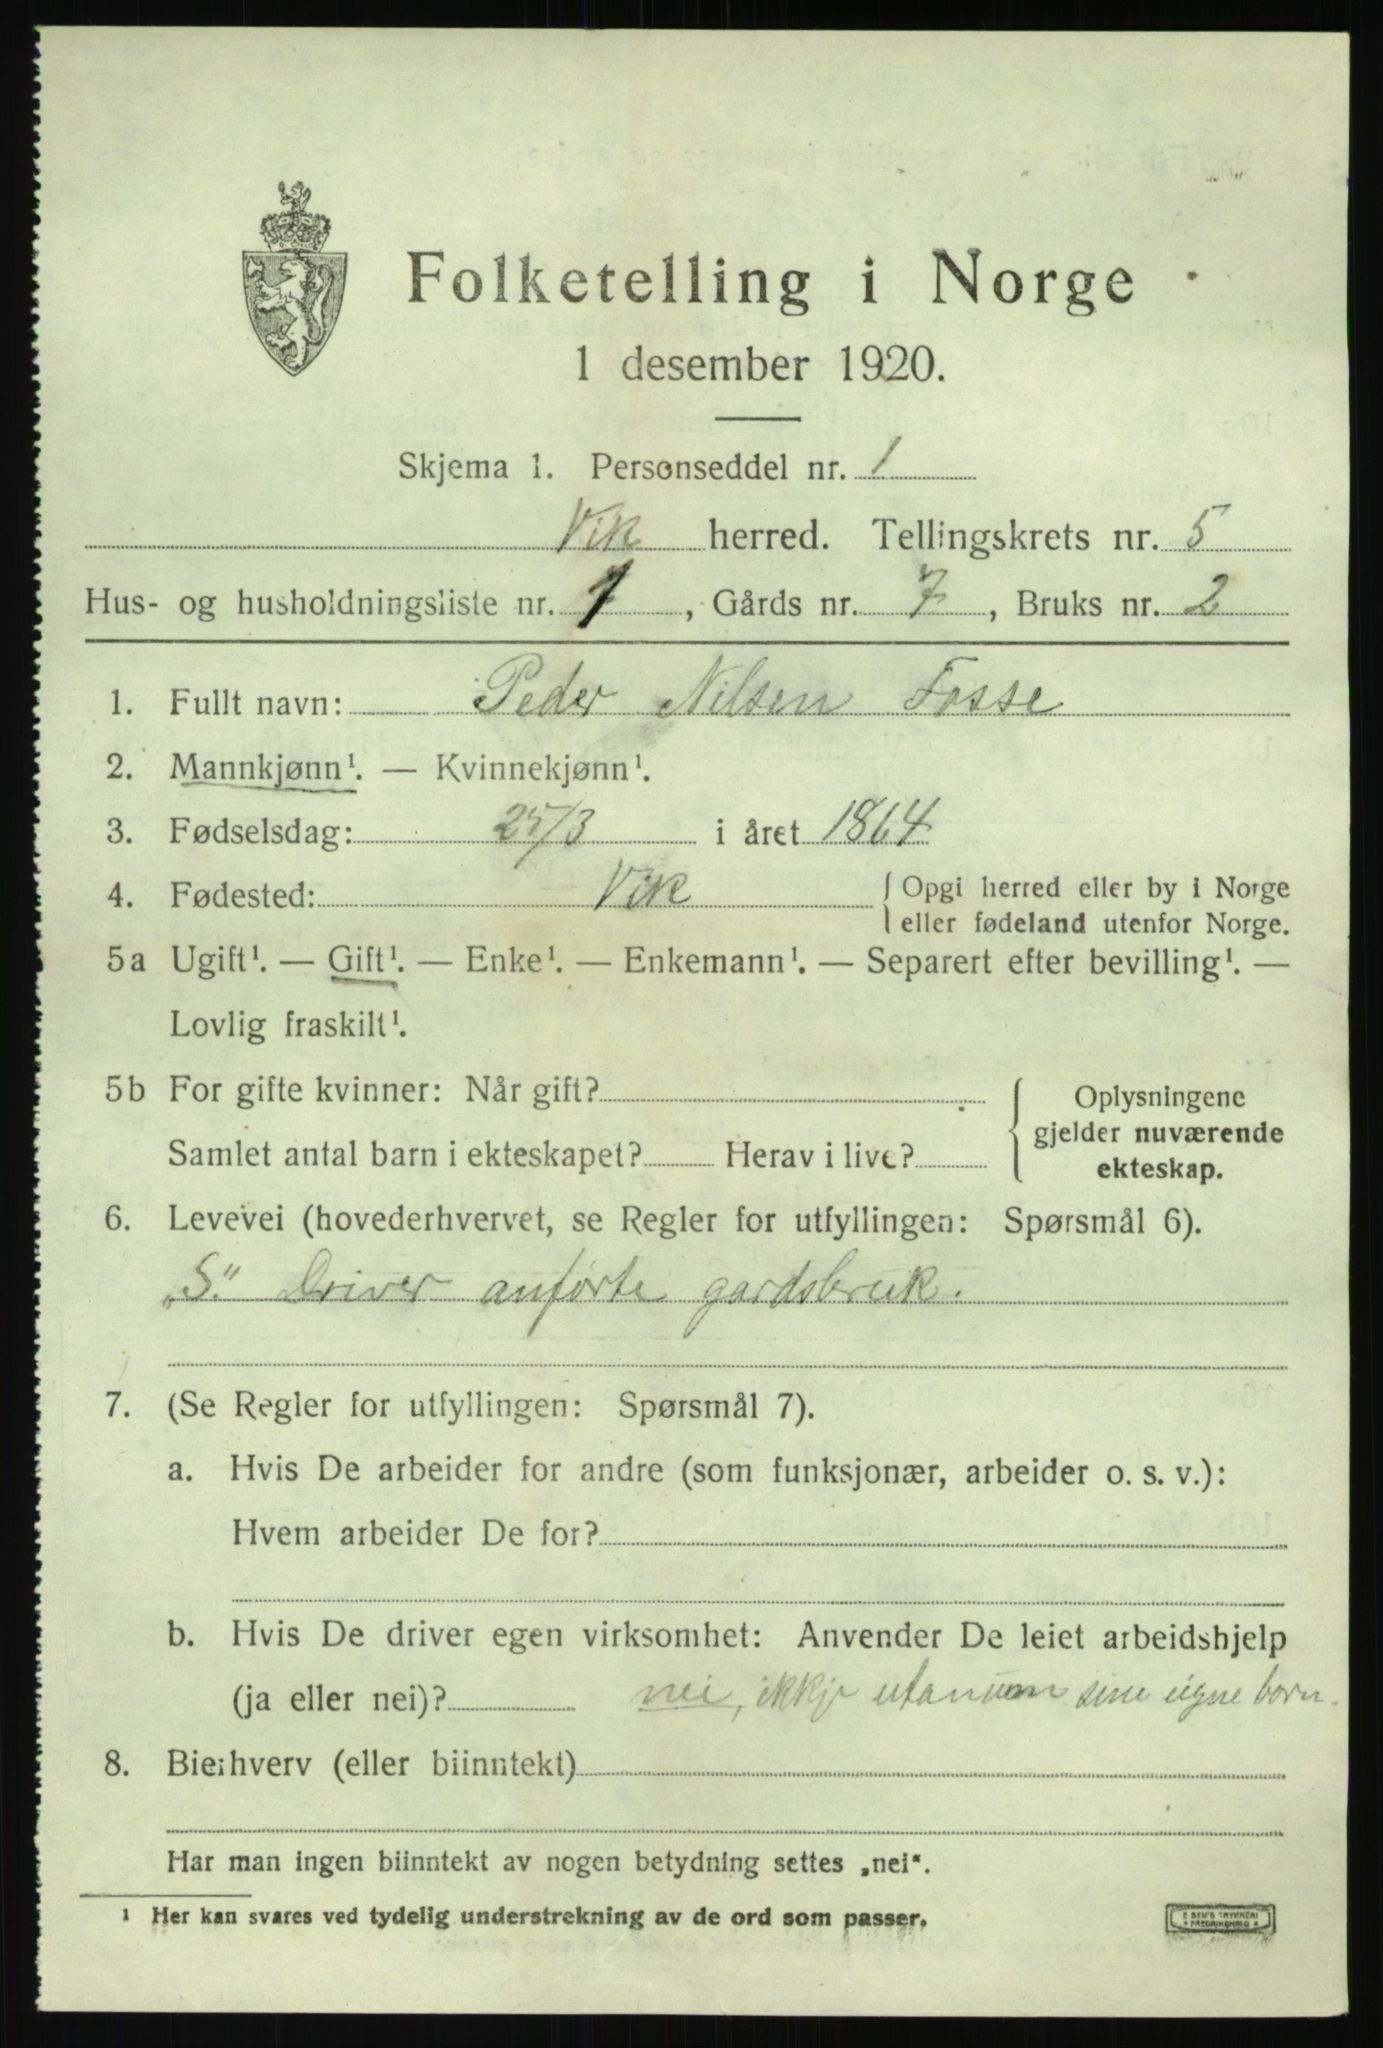 Folketelling i Norge
1 desember 1920.
Skjema 1. Personseddel nr. 1
Vik herred. Tellingskrets nr. 5
Hus- og husholdningsliste nr. 1, Gårds nr. 7, Bruks nr. 2
1. Fullt navn: Peder Nilsen Fosse
2. Mannkjønn¹. — Kvinnekjønn¹.
3. Fødselsdag: 25/3 i året 1864
4. Fødested: Vik { Opgi herred eller by i Norge
eller fødeland utenfor Norge.
5a Ugift¹. — Gift¹. — Enke¹. — Enkemann¹. — Separert efter bevilling¹. —
Lovlig fraskilt¹.
5b For gifte kvinner: Når gift?
Samlet antal barn i ekteskapet? Herav i live?
Oplysningene
gjelder nuværende
ekteskap.
6. Levevei (hovederhvervet, se Regler for utfyllingen: Spørsmål 6).
„S." Driver anførte gardsbruk.
7. (Se Regler for utfyllingen: Spørsmål 7).
a. Hvis De arbeider for andre (som funksjonær, arbeider o. s. v.):
Hvem arbeider De for?
b. Hvis De driver egen virksomhet: Anvender De leiet arbeidshjelp
(ja eller nei)? nei, ikkje utanum sine eigne born.
8. Bierhverv (eller biinntekt)
Har man ingen biinntekt av nogen betydning settes „nei".
¹ Her kan svares ved tydelig understrekning av de ord som passer.